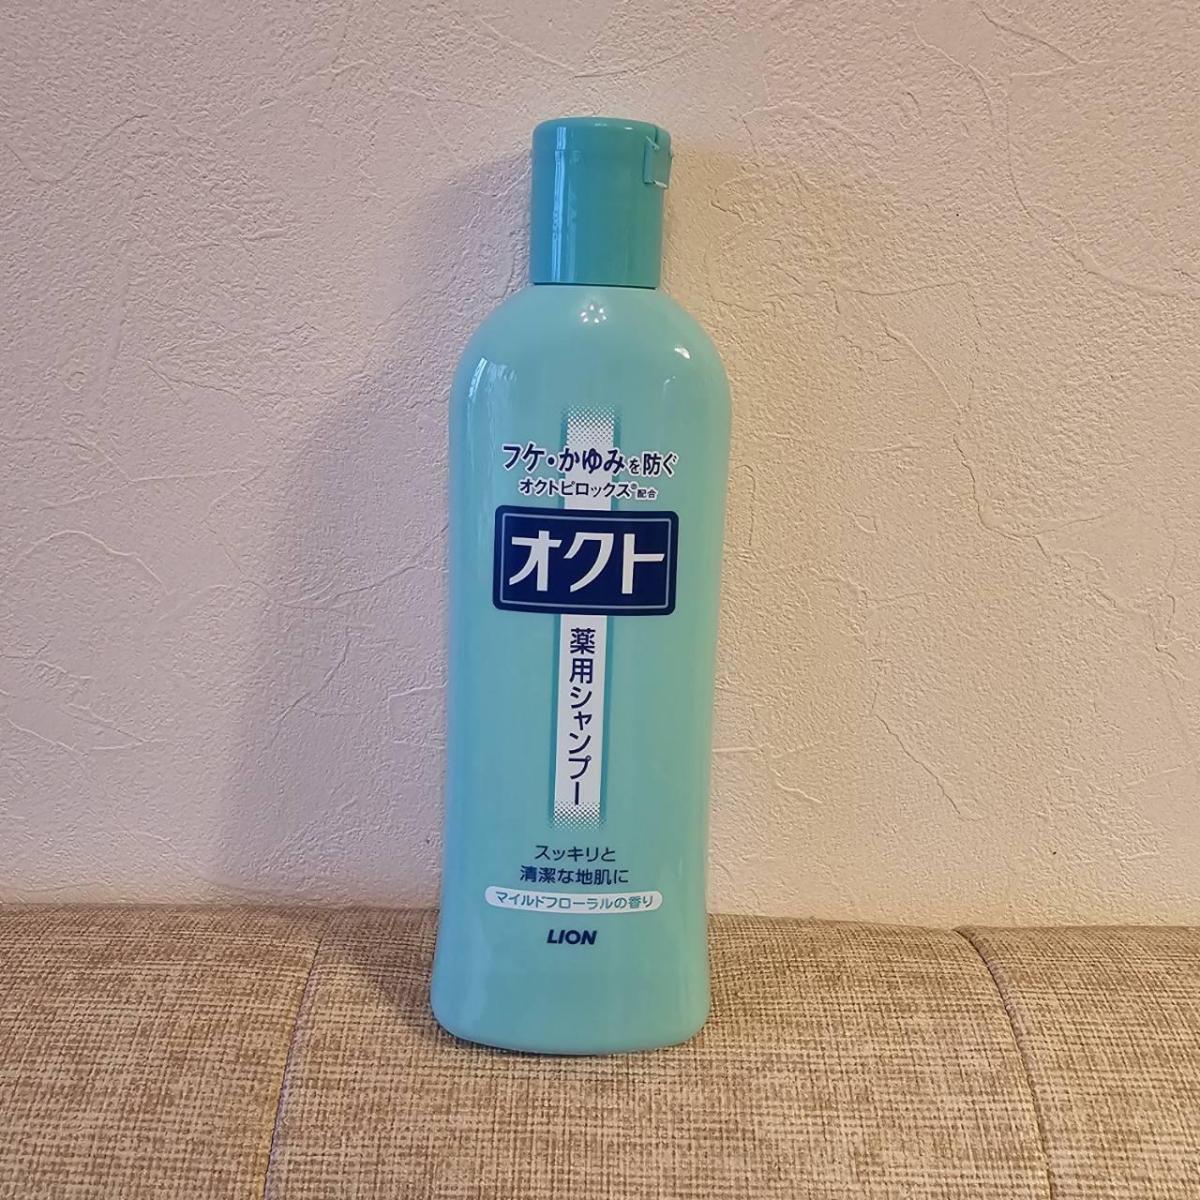 フケ・かゆみを防ぐ
オクトピロックス®配合
オクト
薬用シャンプー
スッキリと
清潔な地肌に
マイルドフローラルの香り
LION